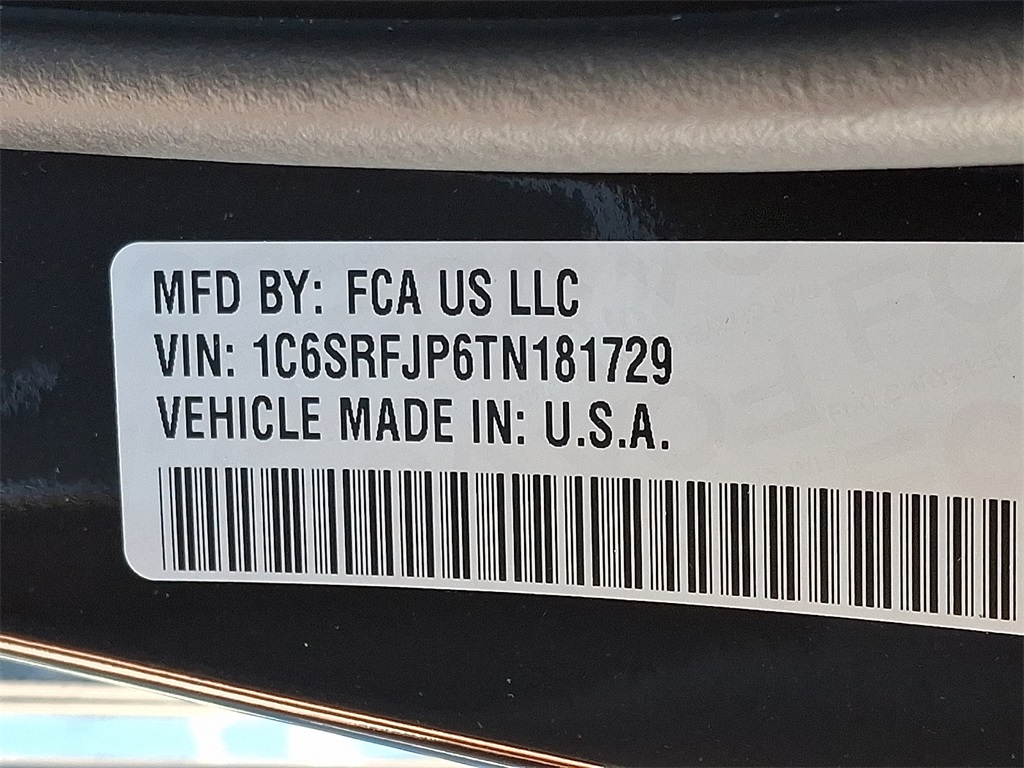 MFD BY: FCA US LLC
VIN: 1C6SRFJP6TN181729
VEHICLE MADE IN: U.S.A.